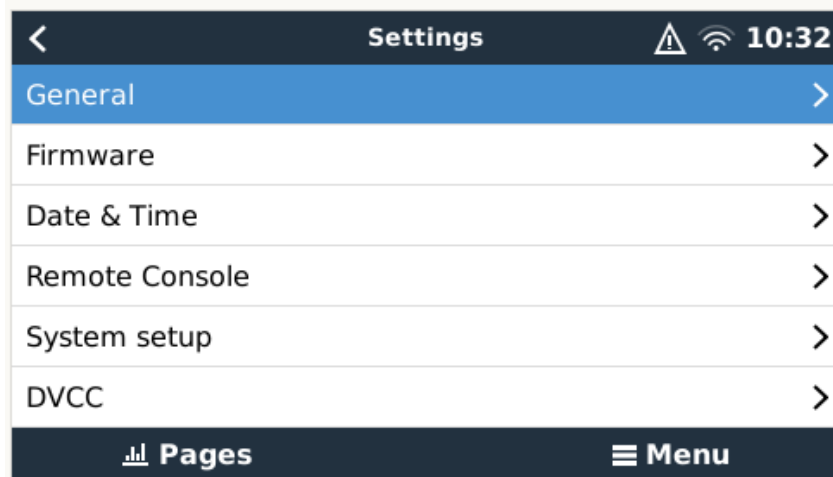 Settings 10:32
General
Firmware
Date & Time
Remote Console
System setup
DVCC
Pages Menu